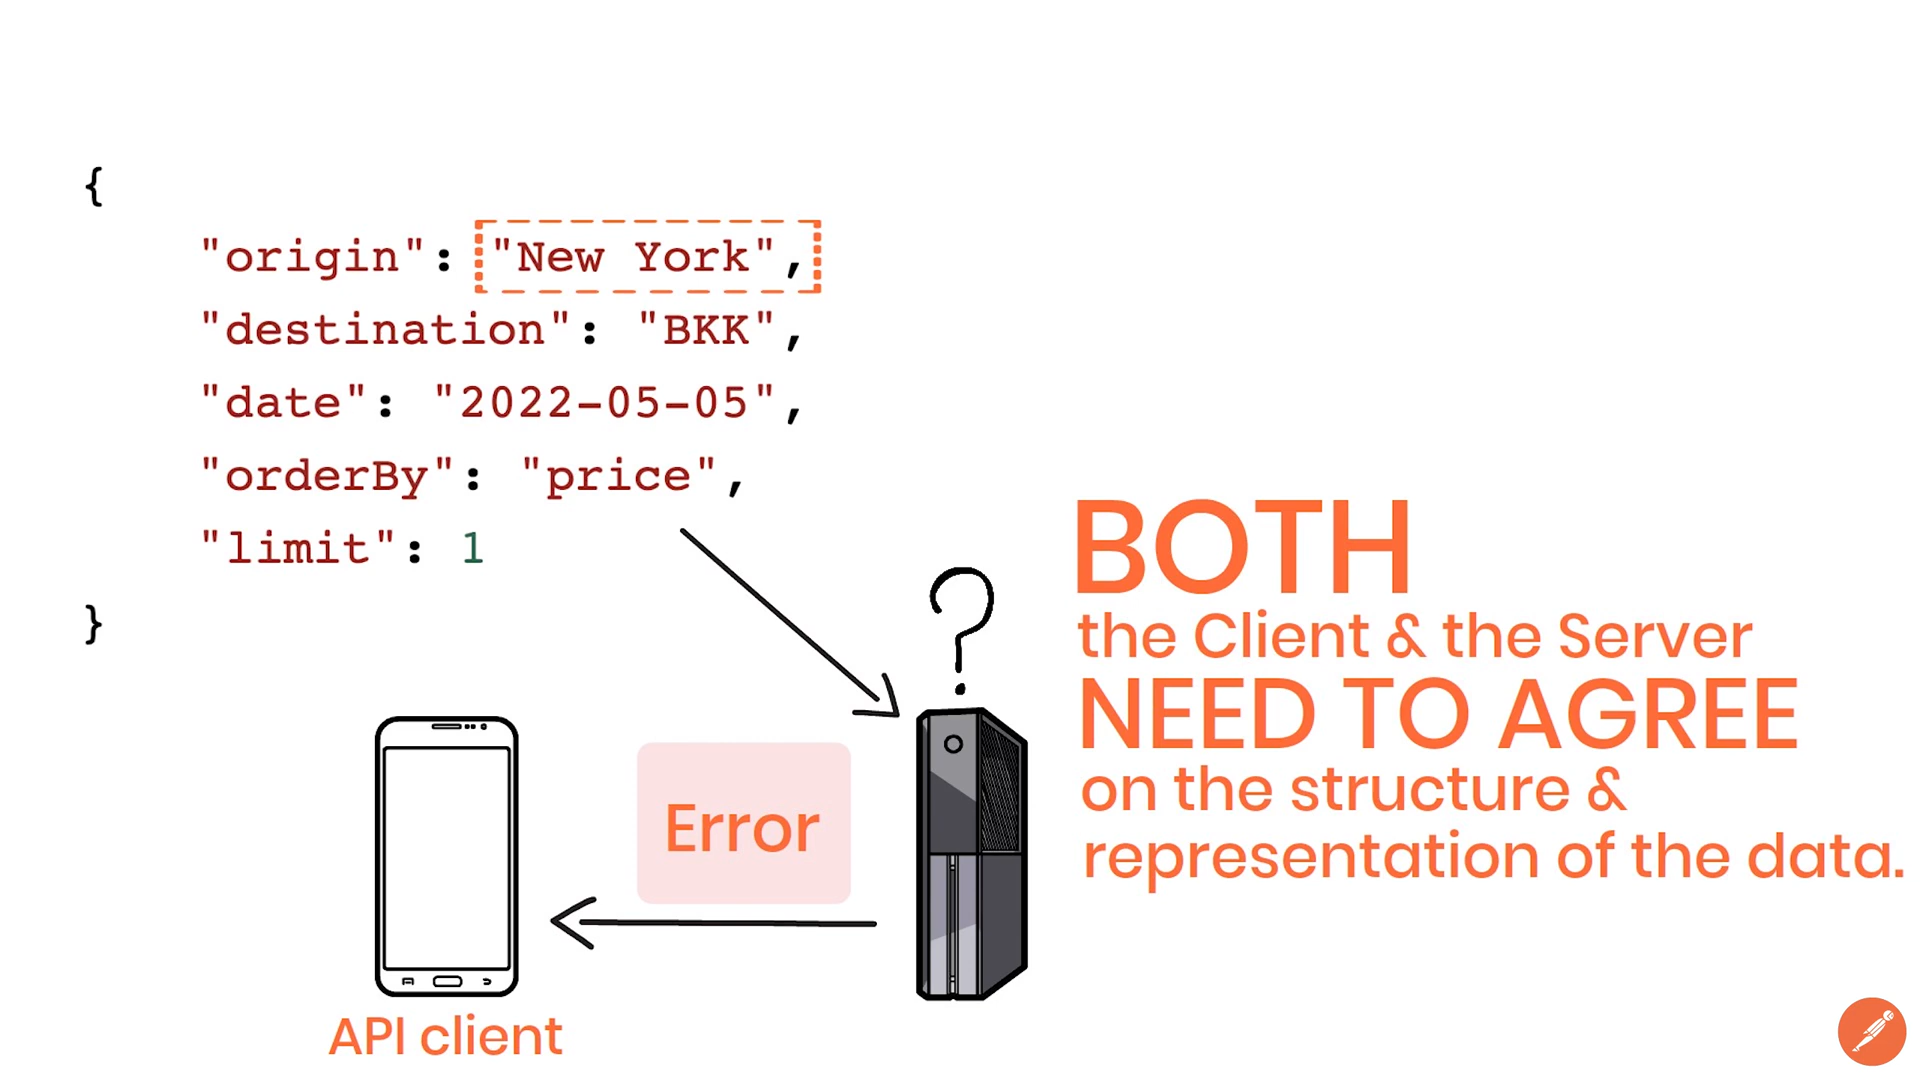 {
"origin": "New York",
"destination": "BKK",
"date": "2022-05-05",
"orderBy": "price",
"limit": 1
}
?
BOTH
the Client & the Server
NEED TO AGREE
on the structure &
representation of the data.
Error
API client